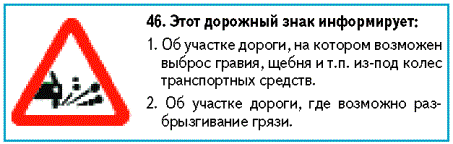 46. Этот дорожный знак информирует:
1. Об участке дороги, на котором возможен
выброс гравия, щебня и т.п. из-под колес
транспортных средств.
2. Об участке дороги, где возможно раз-
брызгивание грязи.